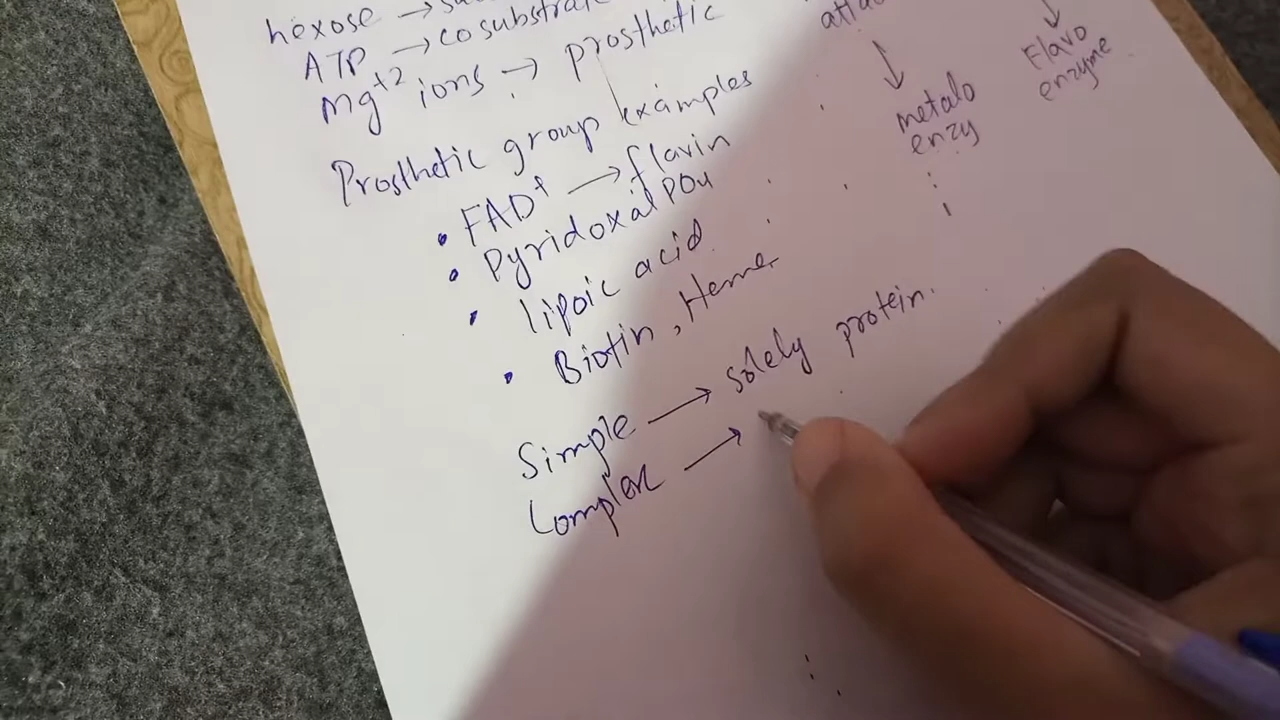 hexose →
ATP → cosubstrate
mg+2 ions → prosthetic
Prosthetic group examples
• FAD+ → flavin
• Pyridoxal PO4
• lipoic acid
• Biotin, Heme
Simple → solely protein.
Complex →
metalo
enzy
Flavo
enzyme